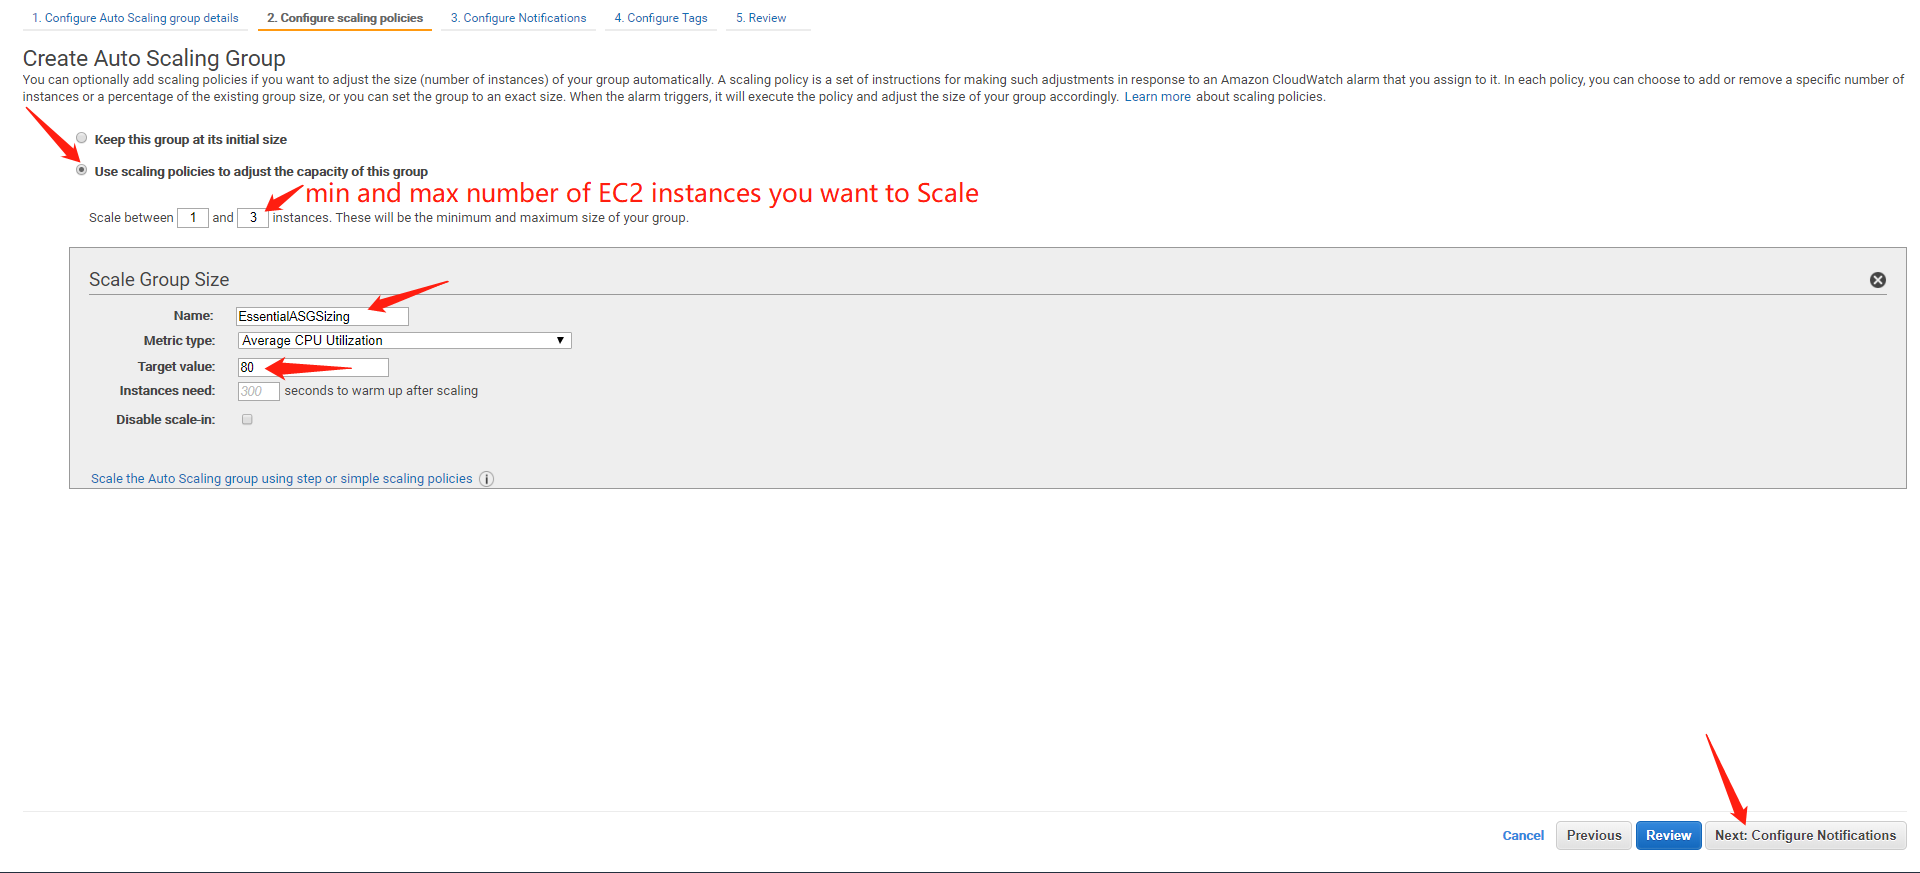 1. Configure Auto Scaling group details 2. Configure scaling policies 3. Configure Notifications 4. Configure Tags 5. Review
Create Auto Scaling Group
You can optionally add scaling policies if you want to adjust the size (number of instances) of your group automatically. A scaling policy is a set of instructions for making such adjustments in response to an Amazon CloudWatch alarm that you assign to it. In each policy, you can choose to add or remove a specific number of
instances or a percentage of the existing group size, or you can set the group to an exact size. When the alarm triggers, it will execute the policy and adjust the size of your group accordingly. Learn more about scaling policies.
Keep this group at its initial size
Use scaling policies to adjust the capacity of this group
min and max number of EC2 instances you want to Scale
Scale between 1 and 3 instances. These will be the minimum and maximum size of your group.
Scale Group Size
Name: EssentialASGSizing
Metric type: Average CPU Utilization
Target value: 80
Instances need: 300 seconds to warm up after scaling
Disable scale-in:
Scale the Auto Scaling group using step or simple scaling policies i
Cancel Previous Review Next: Configure Notifications